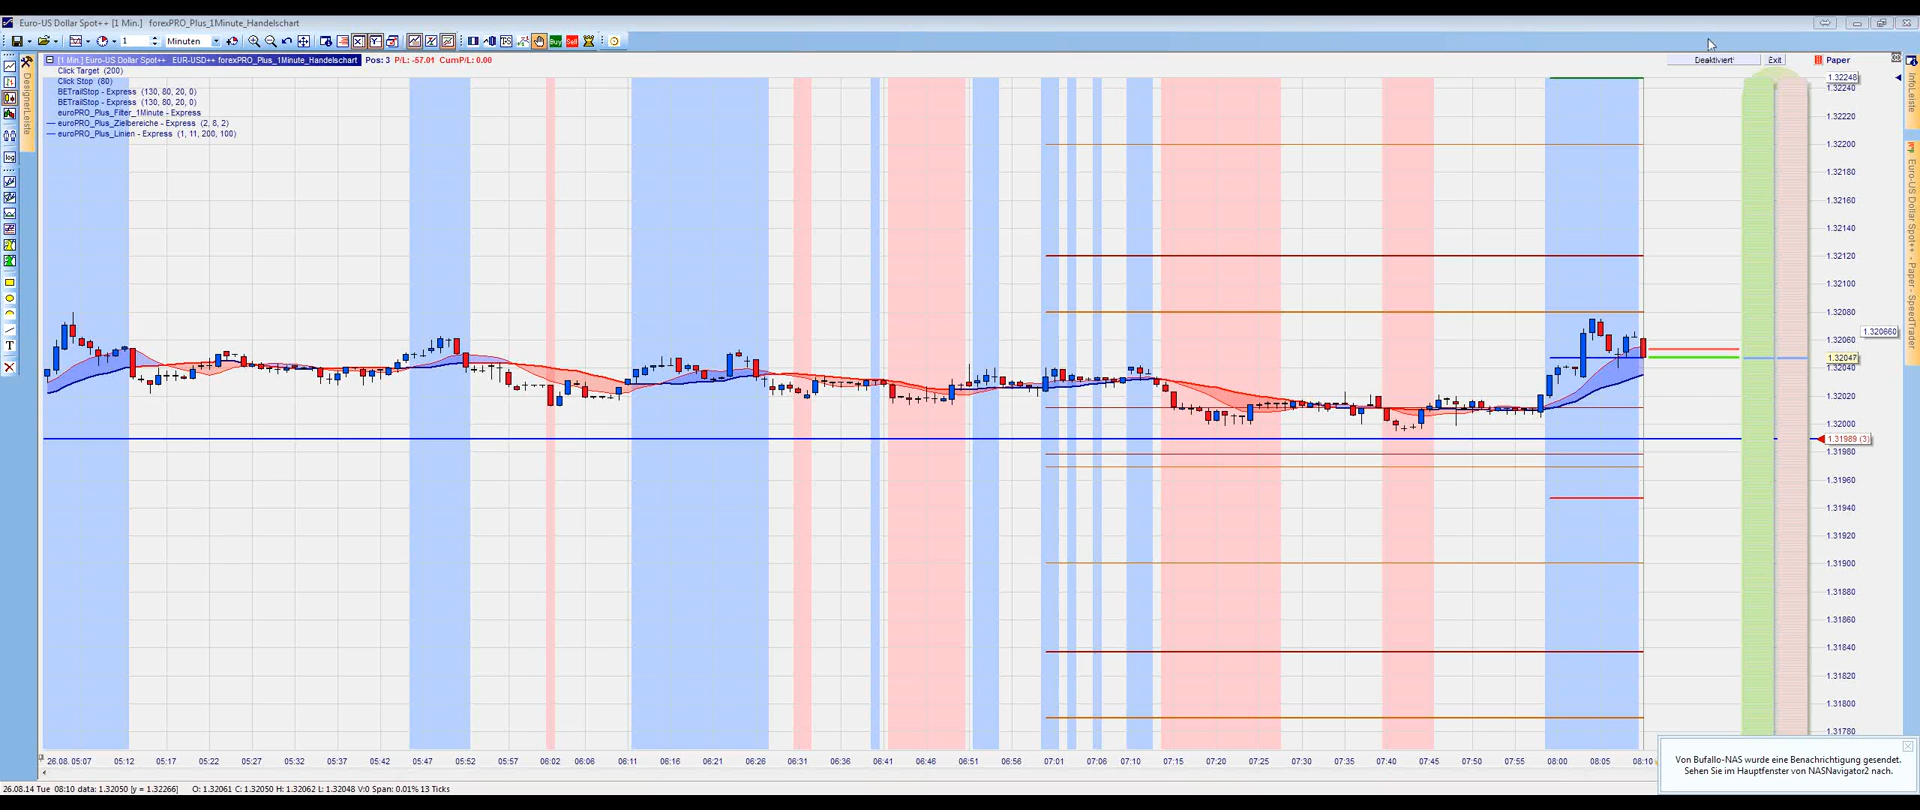 Euro-US Dollar Spot++ [1 Min.] forexPRO_Plus_1Minute_Handelschart
1 Minuten Buy Sell
[1 Min.] Euro-US Dollar Spot++ EUR-USD++ forexPRO_Plus_1Minute_Handelschart Pos: 3 P/L: -57.01 CumP/L: 0.00
Deaktiviert Exit Paper
Click Target (200)
Click Stop (80)
BETrailStop - Express (130, 80, 20, 0)
BETrailStop - Express (130, 80, 20, 0)
euroPRO_Plus_Filter_1Minute - Express
euroPRO_Plus_Zielbereiche - Express (2, 8, 2)
euroPRO_Plus_Linien - Express (1, 11, 200, 100)
DesignerLeiste
log
T
InfoLeiste
Euro-US Dollar Spot++ - Paper - SpeedTrader
1.32248
1.32240
1.32220
1.32200
1.32180
1.32160
1.32140
1.32120
1.32100
1.32080
1.320660
1.32060
1.32047
1.32040
1.32020
1.32000
1.31989 (3)
1.31980
1.31960
1.31940
1.31920
1.31900
1.31880
1.31860
1.31840
1.31820
1.31800
1.31780
26.08. 05:07 05:12 05:17 05:22 05:27 05:32 05:37 05:42 05:47 05:52 05:57 06:02 06:06 06:11 06:16 06:21 06:26 06:31 06:36 06:41 06:46 06:51 06:56 07:01 07:06 07:10 07:15 07:20 07:25 07:30 07:35 07:40 07:45 07:50 07:55 08:00 08:05 08:10
Von Bufallo-NAS wurde eine Benachrichtigung gesendet.
Sehen Sie im Hauptfenster von NASNavigator2 nach.
26.08.14 Tue 08:10 data: 1.32050 [y = 1.32266] O: 1.32061 C: 1.32050 H: 1.32062 L: 1.32048 V:0 Span: 0.01% 13 Ticks